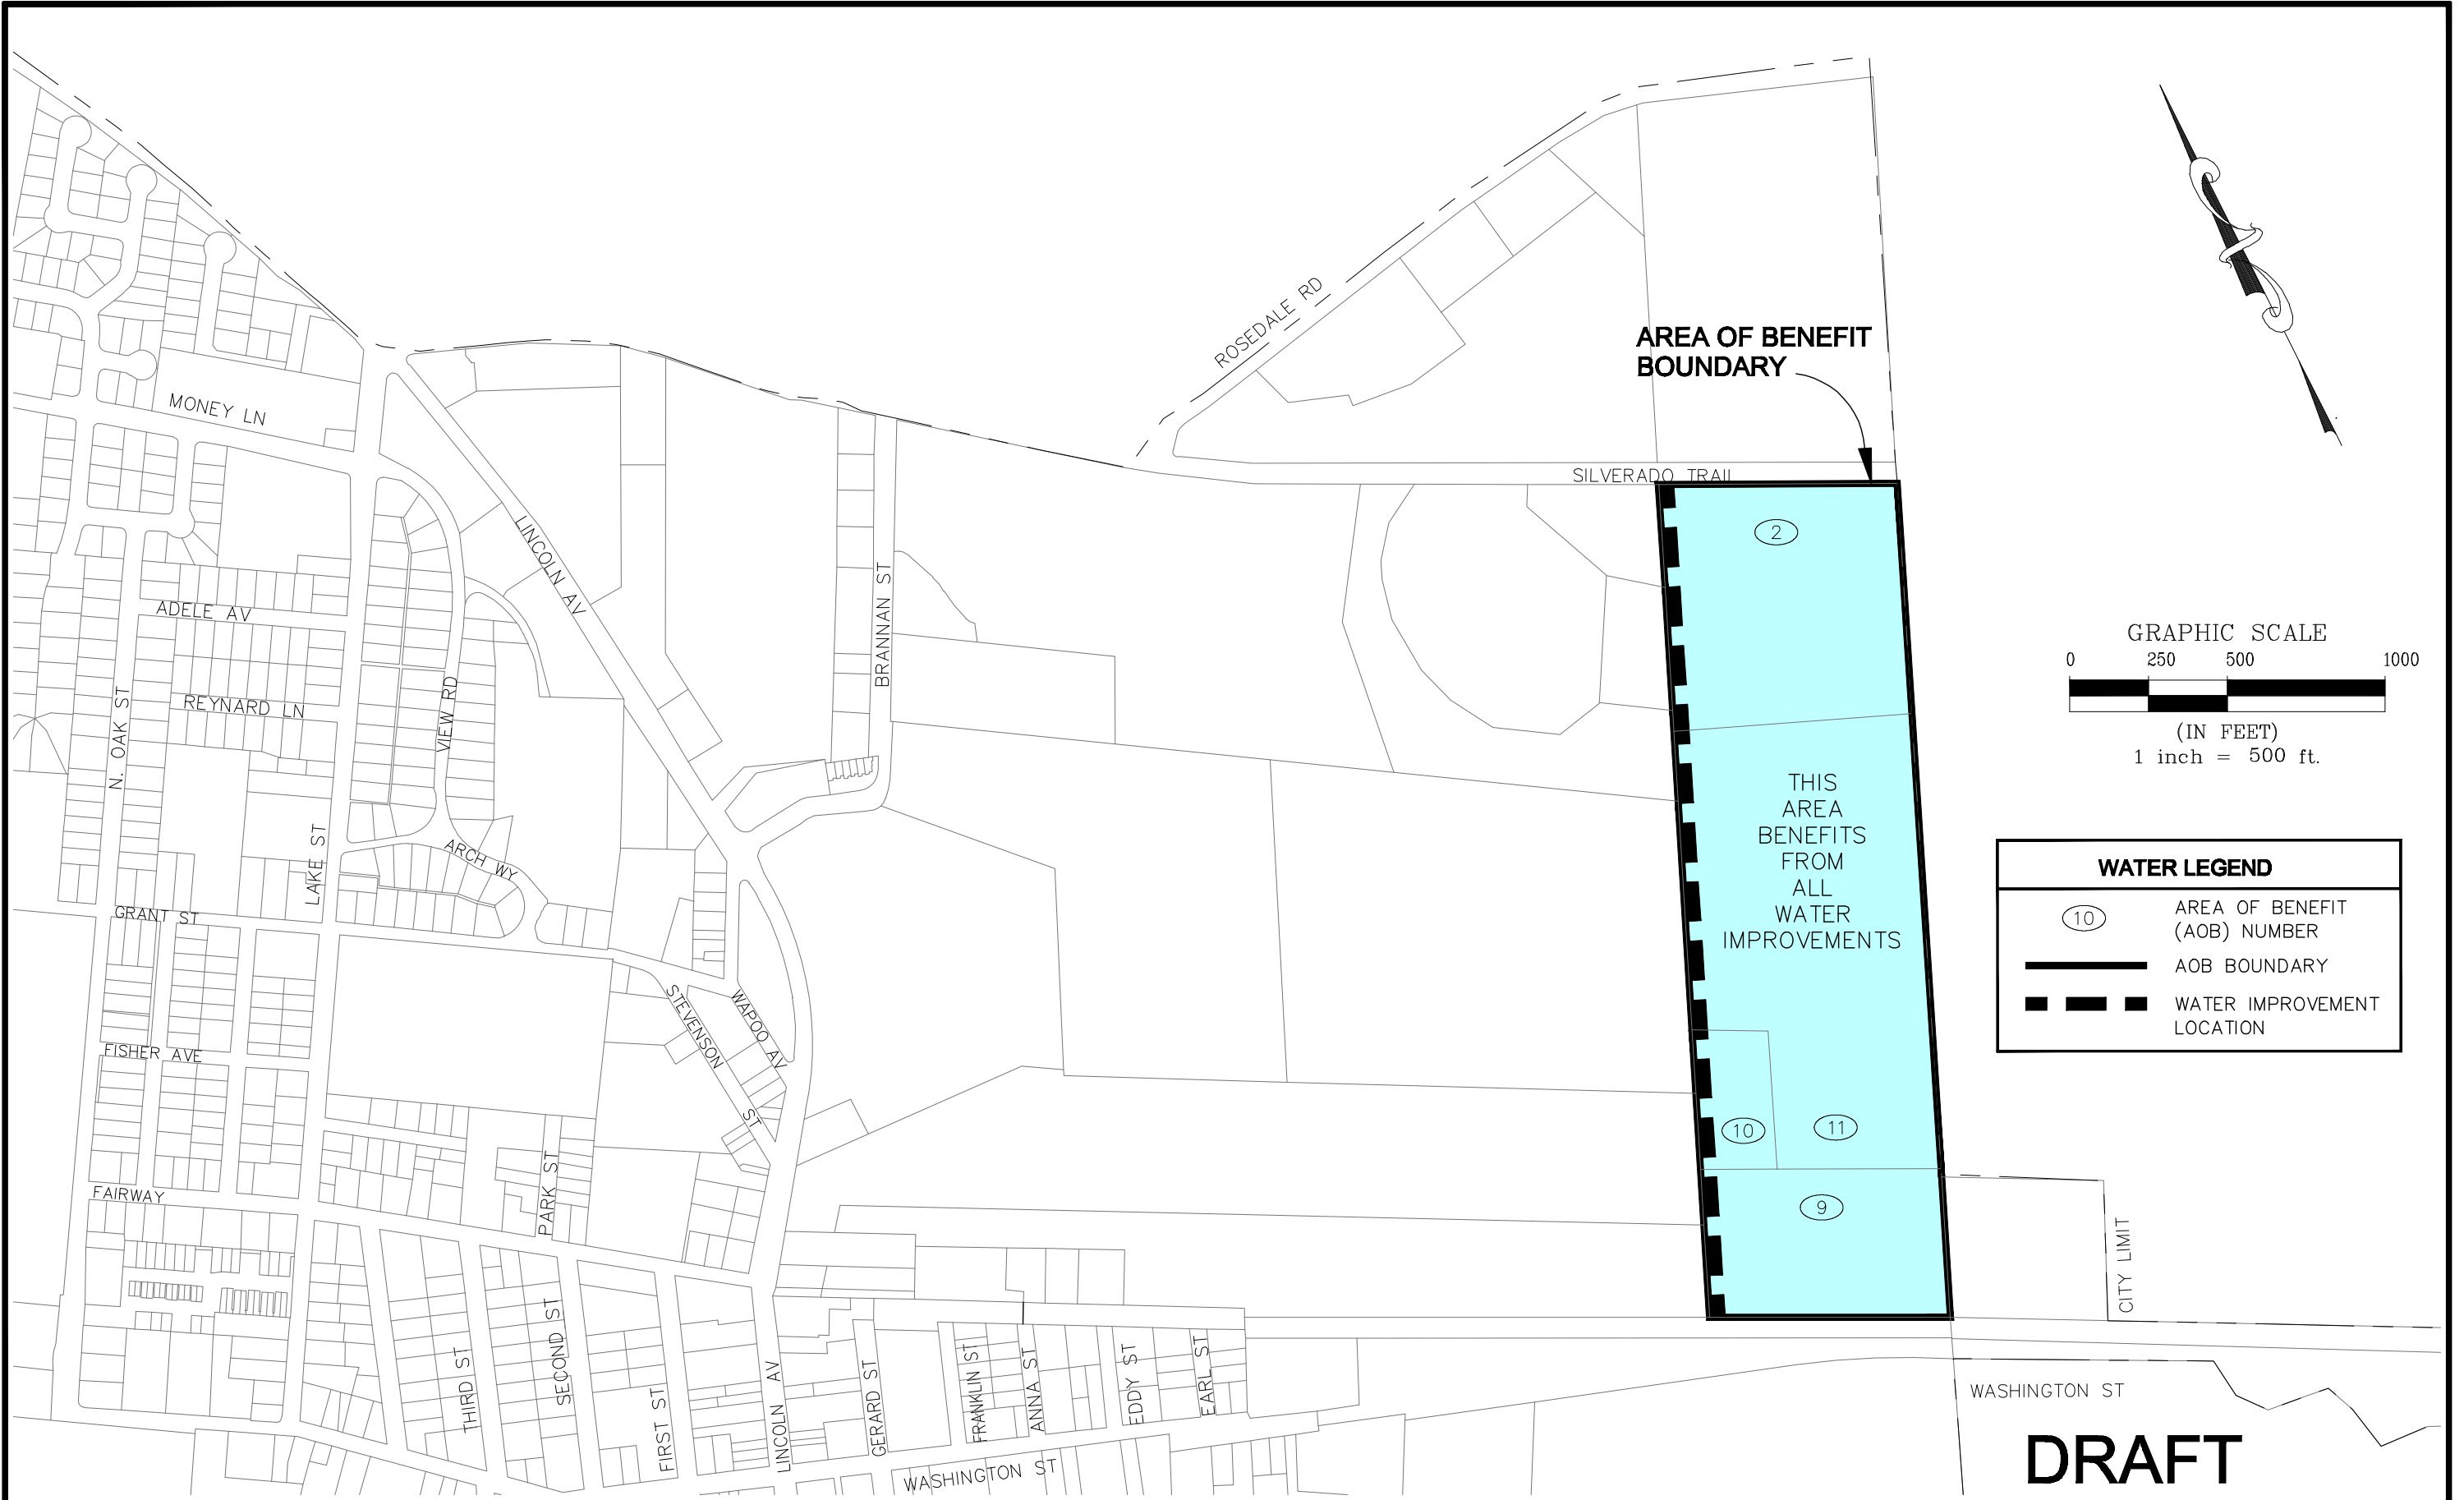 ROSEDALE RD
AREA OF BENEFIT
BOUNDARY
MONEY LN
SILVERADO TRAIL
LINCOLN AV
BRANNAN ST
2
ADELE AV
N. OAK ST
REYNARD LN
VIEW RD
GRAPHIC SCALE
0 250 500 1000
(IN FEET)
1 inch = 500 ft.
THIS
AREA
BENEFITS
FROM
ALL
WATER
IMPROVEMENTS
LAKE ST
ARCH WY
GRANT ST
WATER LEGEND
10
AREA OF BENEFIT
(AOB) NUMBER
AOB BOUNDARY
WATER IMPROVEMENT
LOCATION
STEVENSON ST
WAPOO AV
FISHER AVE
10
11
FAIRWAY
PARK ST
9
CITY LIMIT
THIRD ST
SECOND ST
FIRST ST
LINCOLN AV
GERARD ST
FRANKLIN ST
ANNA ST
EDDY ST
EARL ST
WASHINGTON ST
WASHINGTON ST
DRAFT